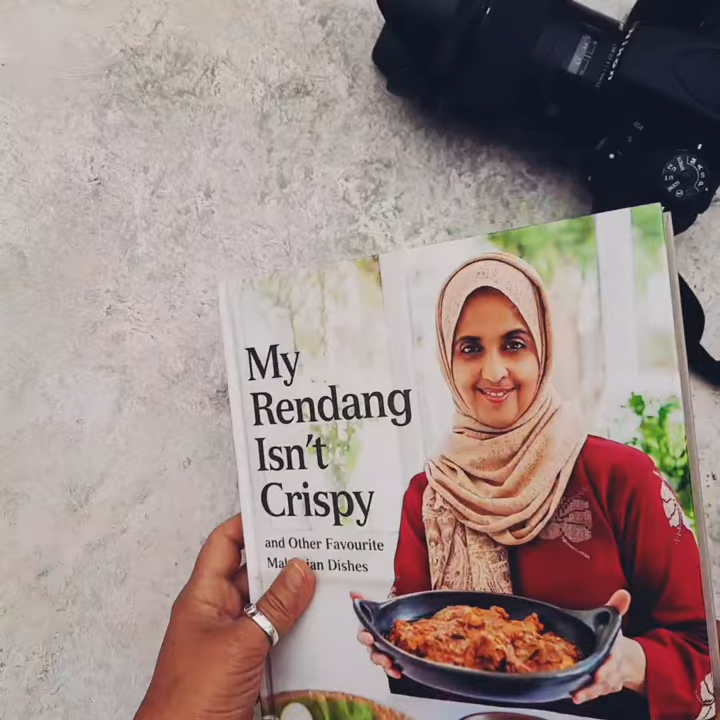 My
Rendang
Isn't
Crispy
and Other Favourite
Dishes